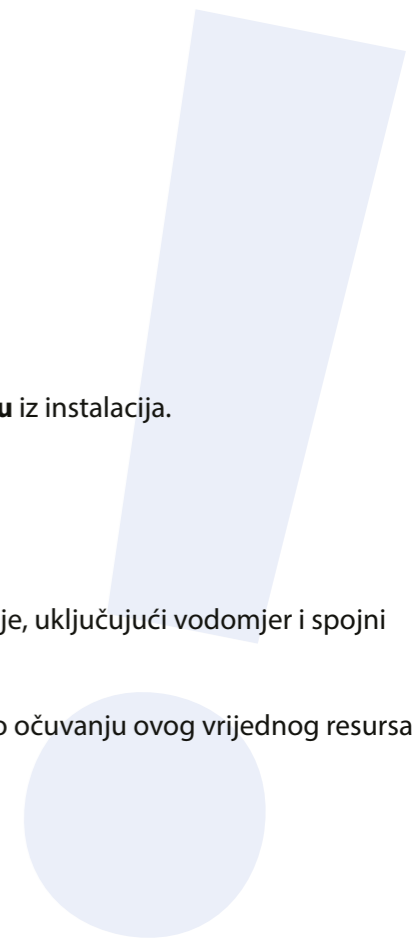 u iz instalacija.
je, uključujući vodomjer i spojni
o očuvanju ovog vrijednog resursa